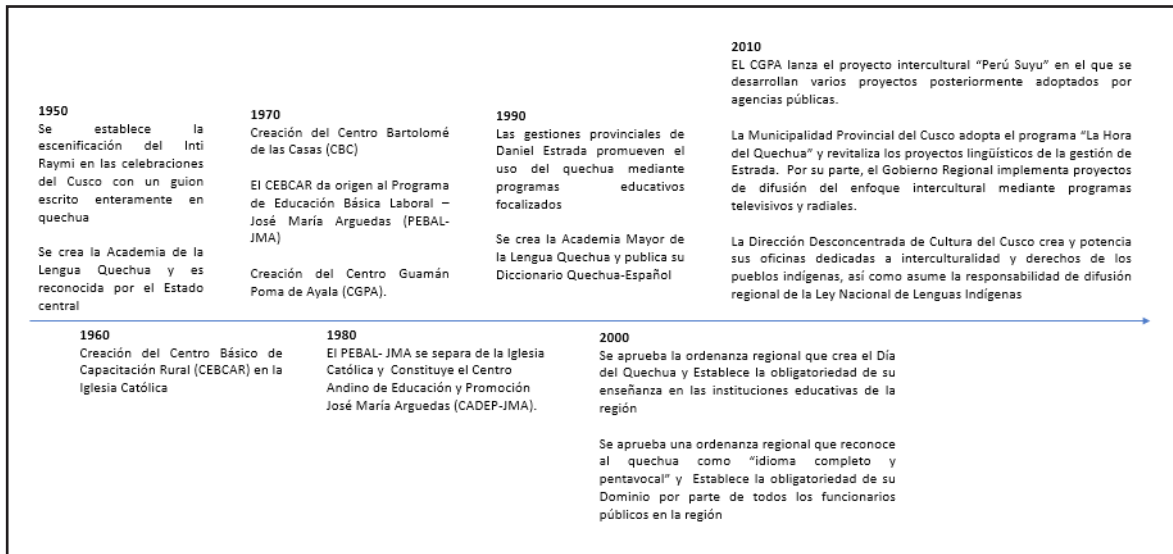 1950
Se establece la
escenificación del Inti
Raymi en las celebraciones
del Cusco con un guion
escrito enteramente en
quechua
Se crea la Academia de la
Lengua Quechua y es
reconocida por el Estado
central
1970
Creación del Centro Bartolomé
de las Casas (CBC)
El CEBCAR da origen al Programa
de Educación Básica Laboral –
José María Arguedas (PEBAL-
JMA)
Creación del Centro Guamán
Poma de Ayala (CGPA).
1990
Las gestiones provinciales de
Daniel Estrada promueven el
uso del quechua mediante
programas educativos
focalizados
Se crea la Academia Mayor de
la Lengua Quechua y publica su
Diccionario Quechua-Español
2010
EL CGPA lanza el proyecto intercultural “Perú Suyu” en el que se
desarrollan varios proyectos posteriormente adoptados por
agencias públicas.
La Municipalidad Provincial del Cusco adopta el programa “La Hora
del Quechua” y revitaliza los proyectos lingüísticos de la gestión de
Estrada. Por su parte, el Gobierno Regional implementa proyectos
de difusión del enfoque intercultural mediante programas
televisivos y radiales.
La Dirección Desconcentrada de Cultura del Cusco crea y potencia
sus oficinas dedicadas a interculturalidad y derechos de los
pueblos indígenas, así como asume la responsabilidad de difusión
regional de la Ley Nacional de Lenguas Indígenas
1960
Creación del Centro Básico de
Capacitación Rural (CEBCAR) en la
Iglesia Católica
1980
El PEBAL- JMA se separa de la Iglesia
Católica y Constituye el Centro
Andino de Educación y Promoción
José María Arguedas (CADEP-JMA).
2000
Se aprueba la ordenanza regional que crea el Día
del Quechua y Establece la obligatoriedad de su
enseñanza en las instituciones educativas de la
región
Se aprueba una ordenanza regional que reconoce
al quechua como “idioma completo y
pentavocal” y Establece la obligatoriedad de su
Dominio por parte de todos los funcionarios
públicos en la región